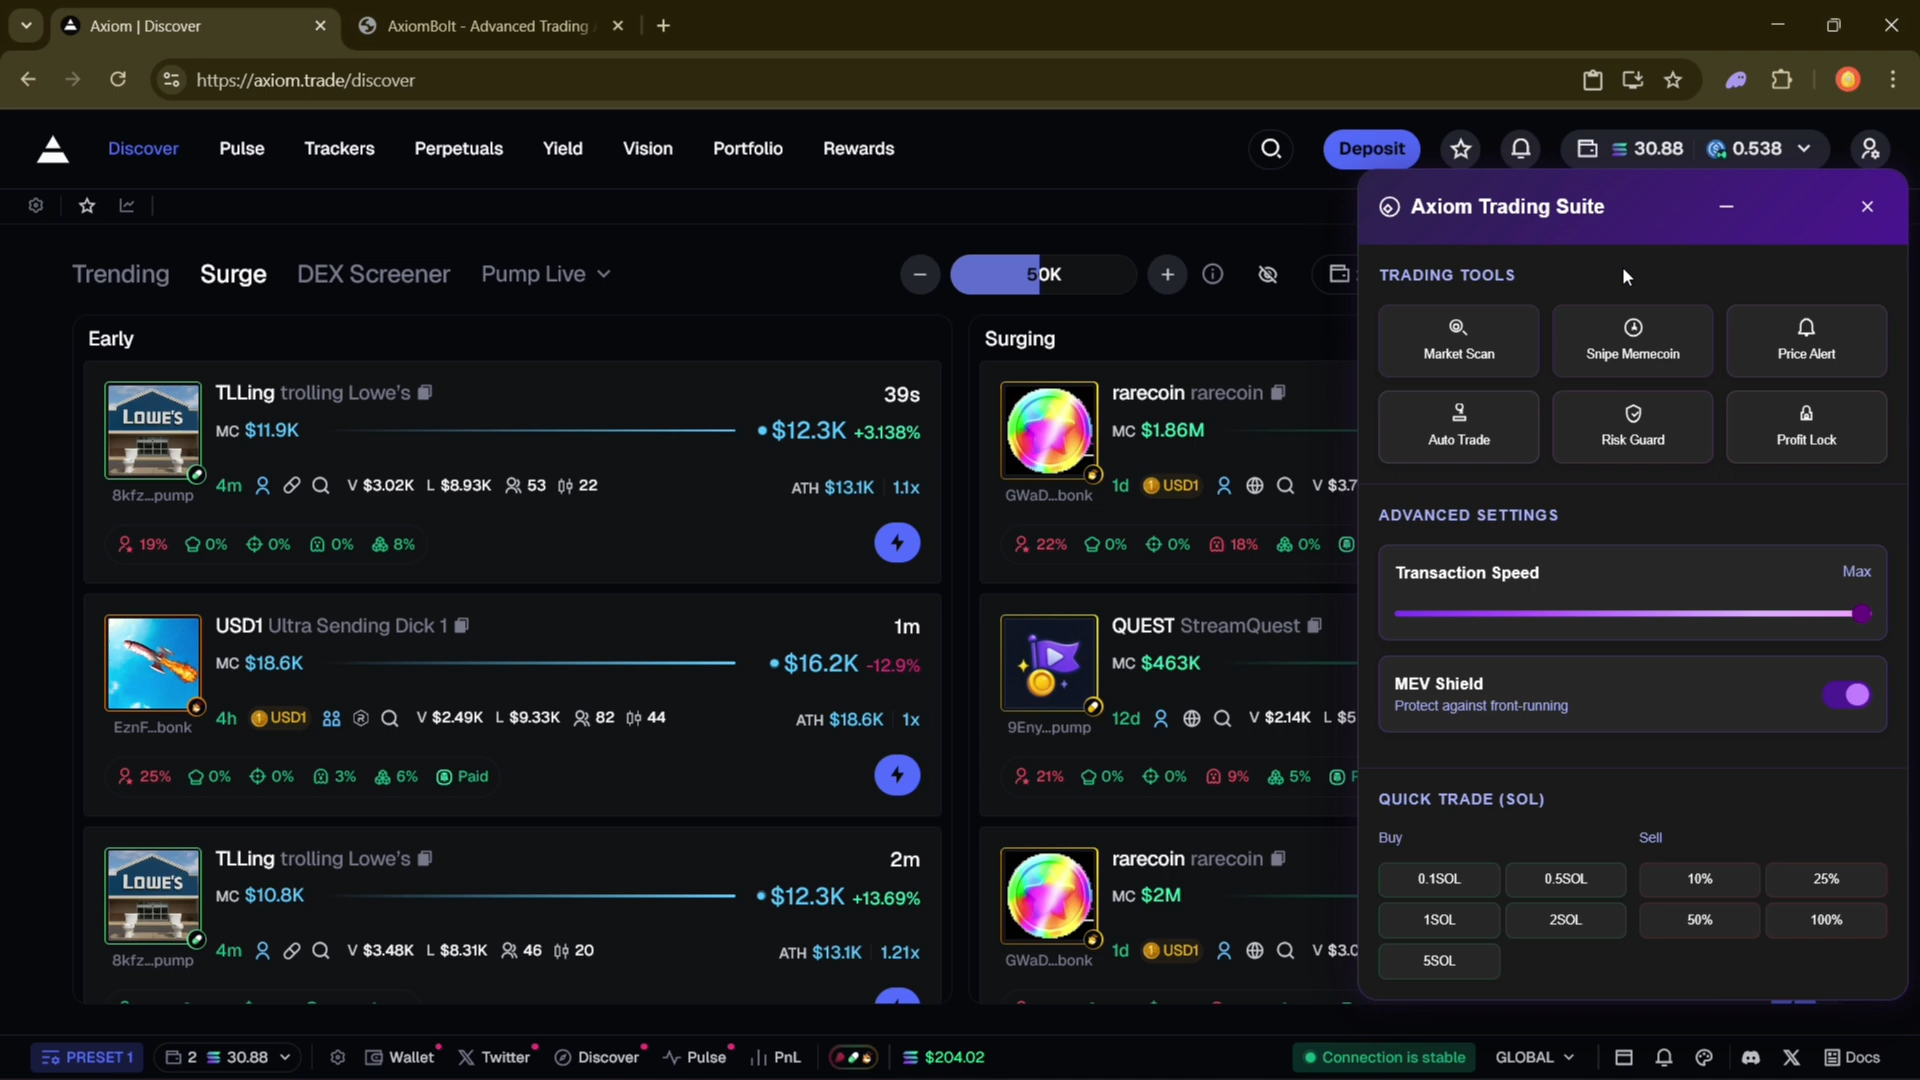 Axiom | Discover
AxiomBolt - Advanced Trading
https://axiom.trade/discover
Discover Pulse Trackers Perpetuals Yield Vision Portfolio Rewards Deposit 30.88 0.538
Axiom Trading Suite
Trending Surge DEX Screener Pump Live 50K
TRADING TOOLS
Market Scan Snipe Memecoin Price Alert
Auto Trade Risk Guard Profit Lock
ADVANCED SETTINGS
Transaction Speed Max
MEV Shield
Protect against front-running
QUICK TRADE (SOL)
Buy Sell
0.1SOL 0.5SOL 10% 25%
1SOL 2SOL 50% 100%
5SOL
Early
LOWE'S
TLLing trolling Lowe's 39s
MC $11.9K $12.3K +3.138%
8kfz...pump 4m V $3.02K L $8.93K 53 22 ATH $13.1K 1.1x
19% 0% 0% 0% 8%
USD1 Ultra Sending Dick 1 1m
MC $18.6K $16.2K -12.9%
EznF...bonk 4h USD1 V $2.49K L $9.33K 82 44 ATH $18.6K 1x
25% 0% 0% 3% 6% Paid
LOWE'S
TLLing trolling Lowe's 2m
MC $10.8K $12.3K +13.69%
8kfz...pump 4m V $3.48K L $8.31K 46 20 ATH $13.1K 1.21x
Surging
rarecoin rarecoin
MC $1.86M
GWaD...bonk 1d USD1 V $3.7
22% 0% 0% 18% 0%
QUEST StreamQuest
MC $463K
9Eny...pump 12d V $2.14K L $5
21% 0% 0% 9% 5%
rarecoin rarecoin
MC $2M
GWaD...bonk 1d USD1 V $3.0
PRESET 1 2 30.88 Wallet Twitter Discover Pulse PnL $204.02 Connection is stable GLOBAL Docs